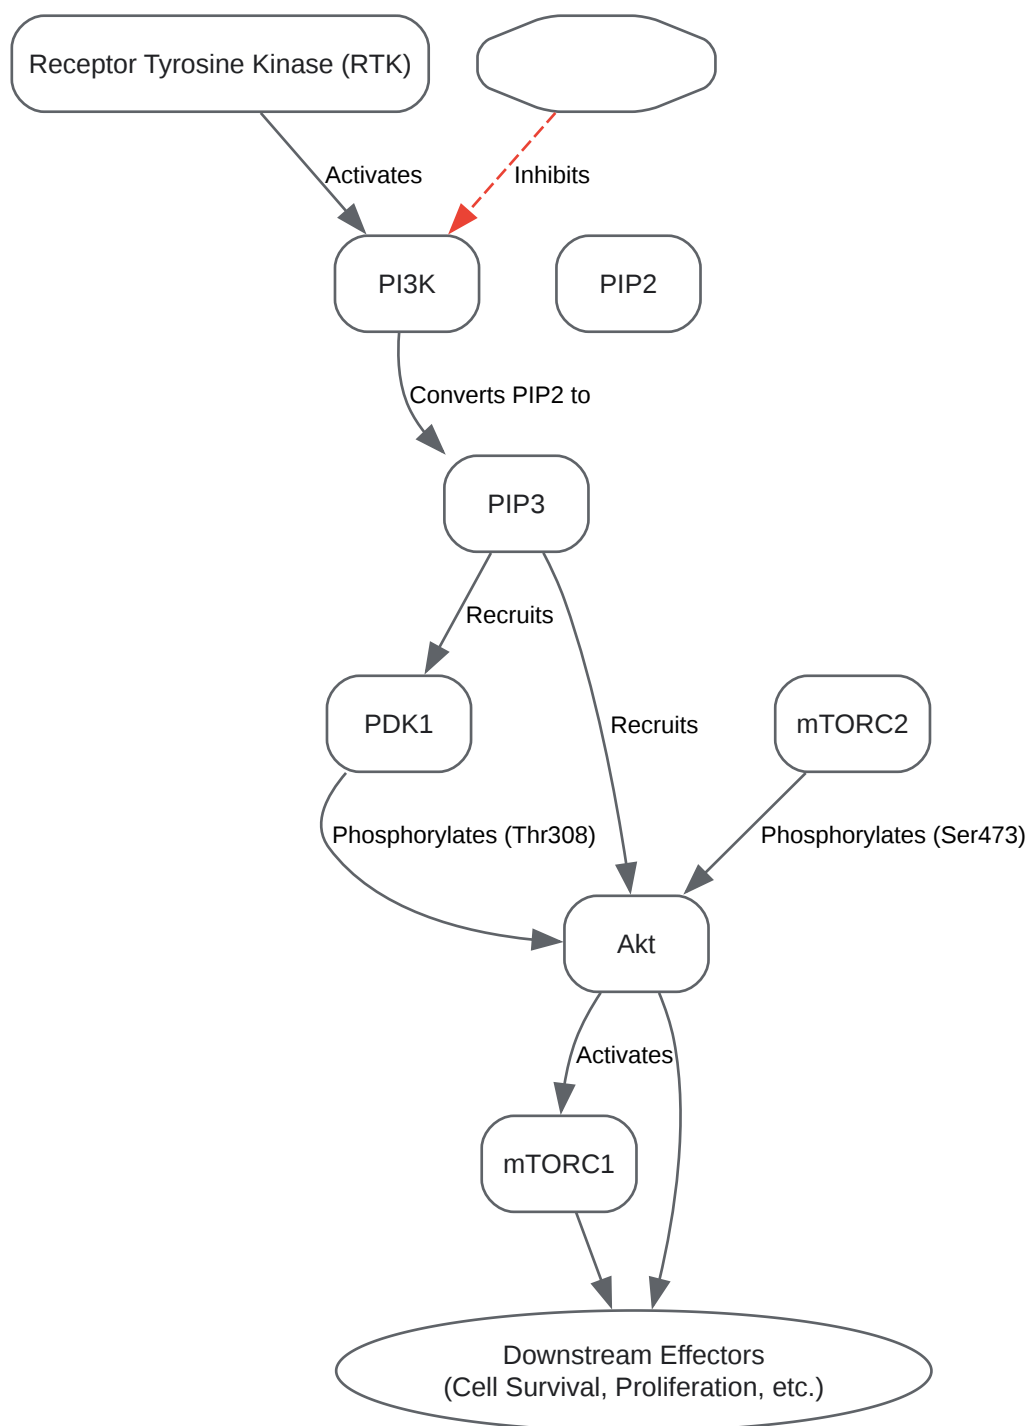 Receptor Tyrosine Kinase (RTK)
Activates
Inhibits
PI3K
PIP2
Converts PIP2 to
PIP3
Recruits
PDK1
Recruits
mTORC2
Phosphorylates (Thr308)
Phosphorylates (Ser473)
Akt
Activates
mTORC1
Downstream Effectors
(Cell Survival, Proliferation, etc.)